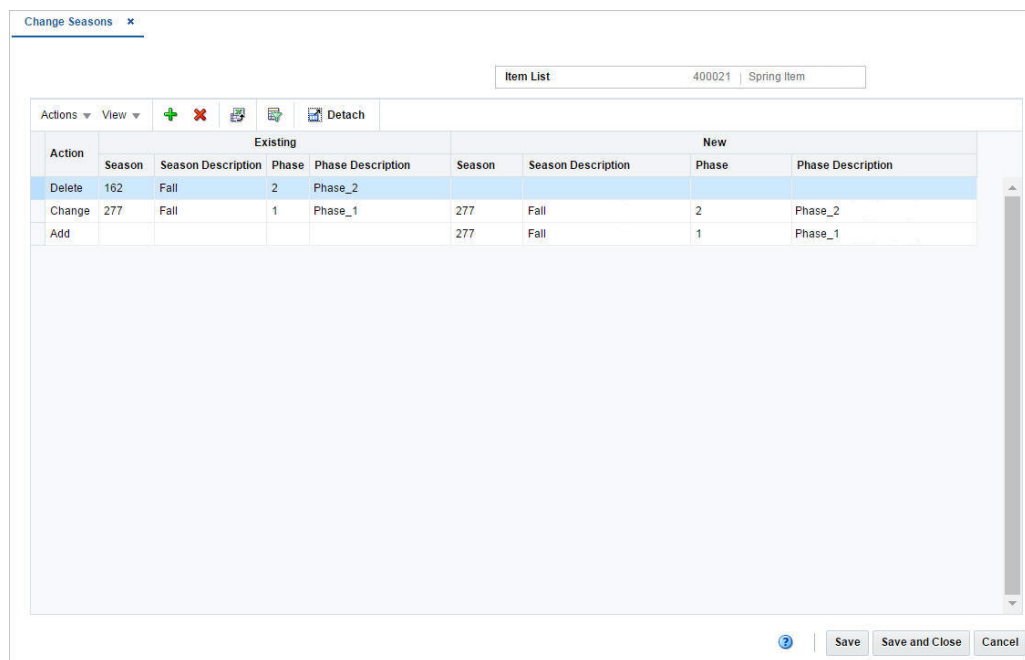 Change Seasons ×
Item List 400021 | Spring Item
Actions View Detach
Action Existing New
Season Season Description Phase Phase Description Season Season Description Phase Phase Description
Delete 162 Fall 2 Phase_2
Change 277 Fall 1 Phase_1 277 Fall 2 Phase_2
Add 277 Fall 1 Phase_1
? Save Save and Close Cancel